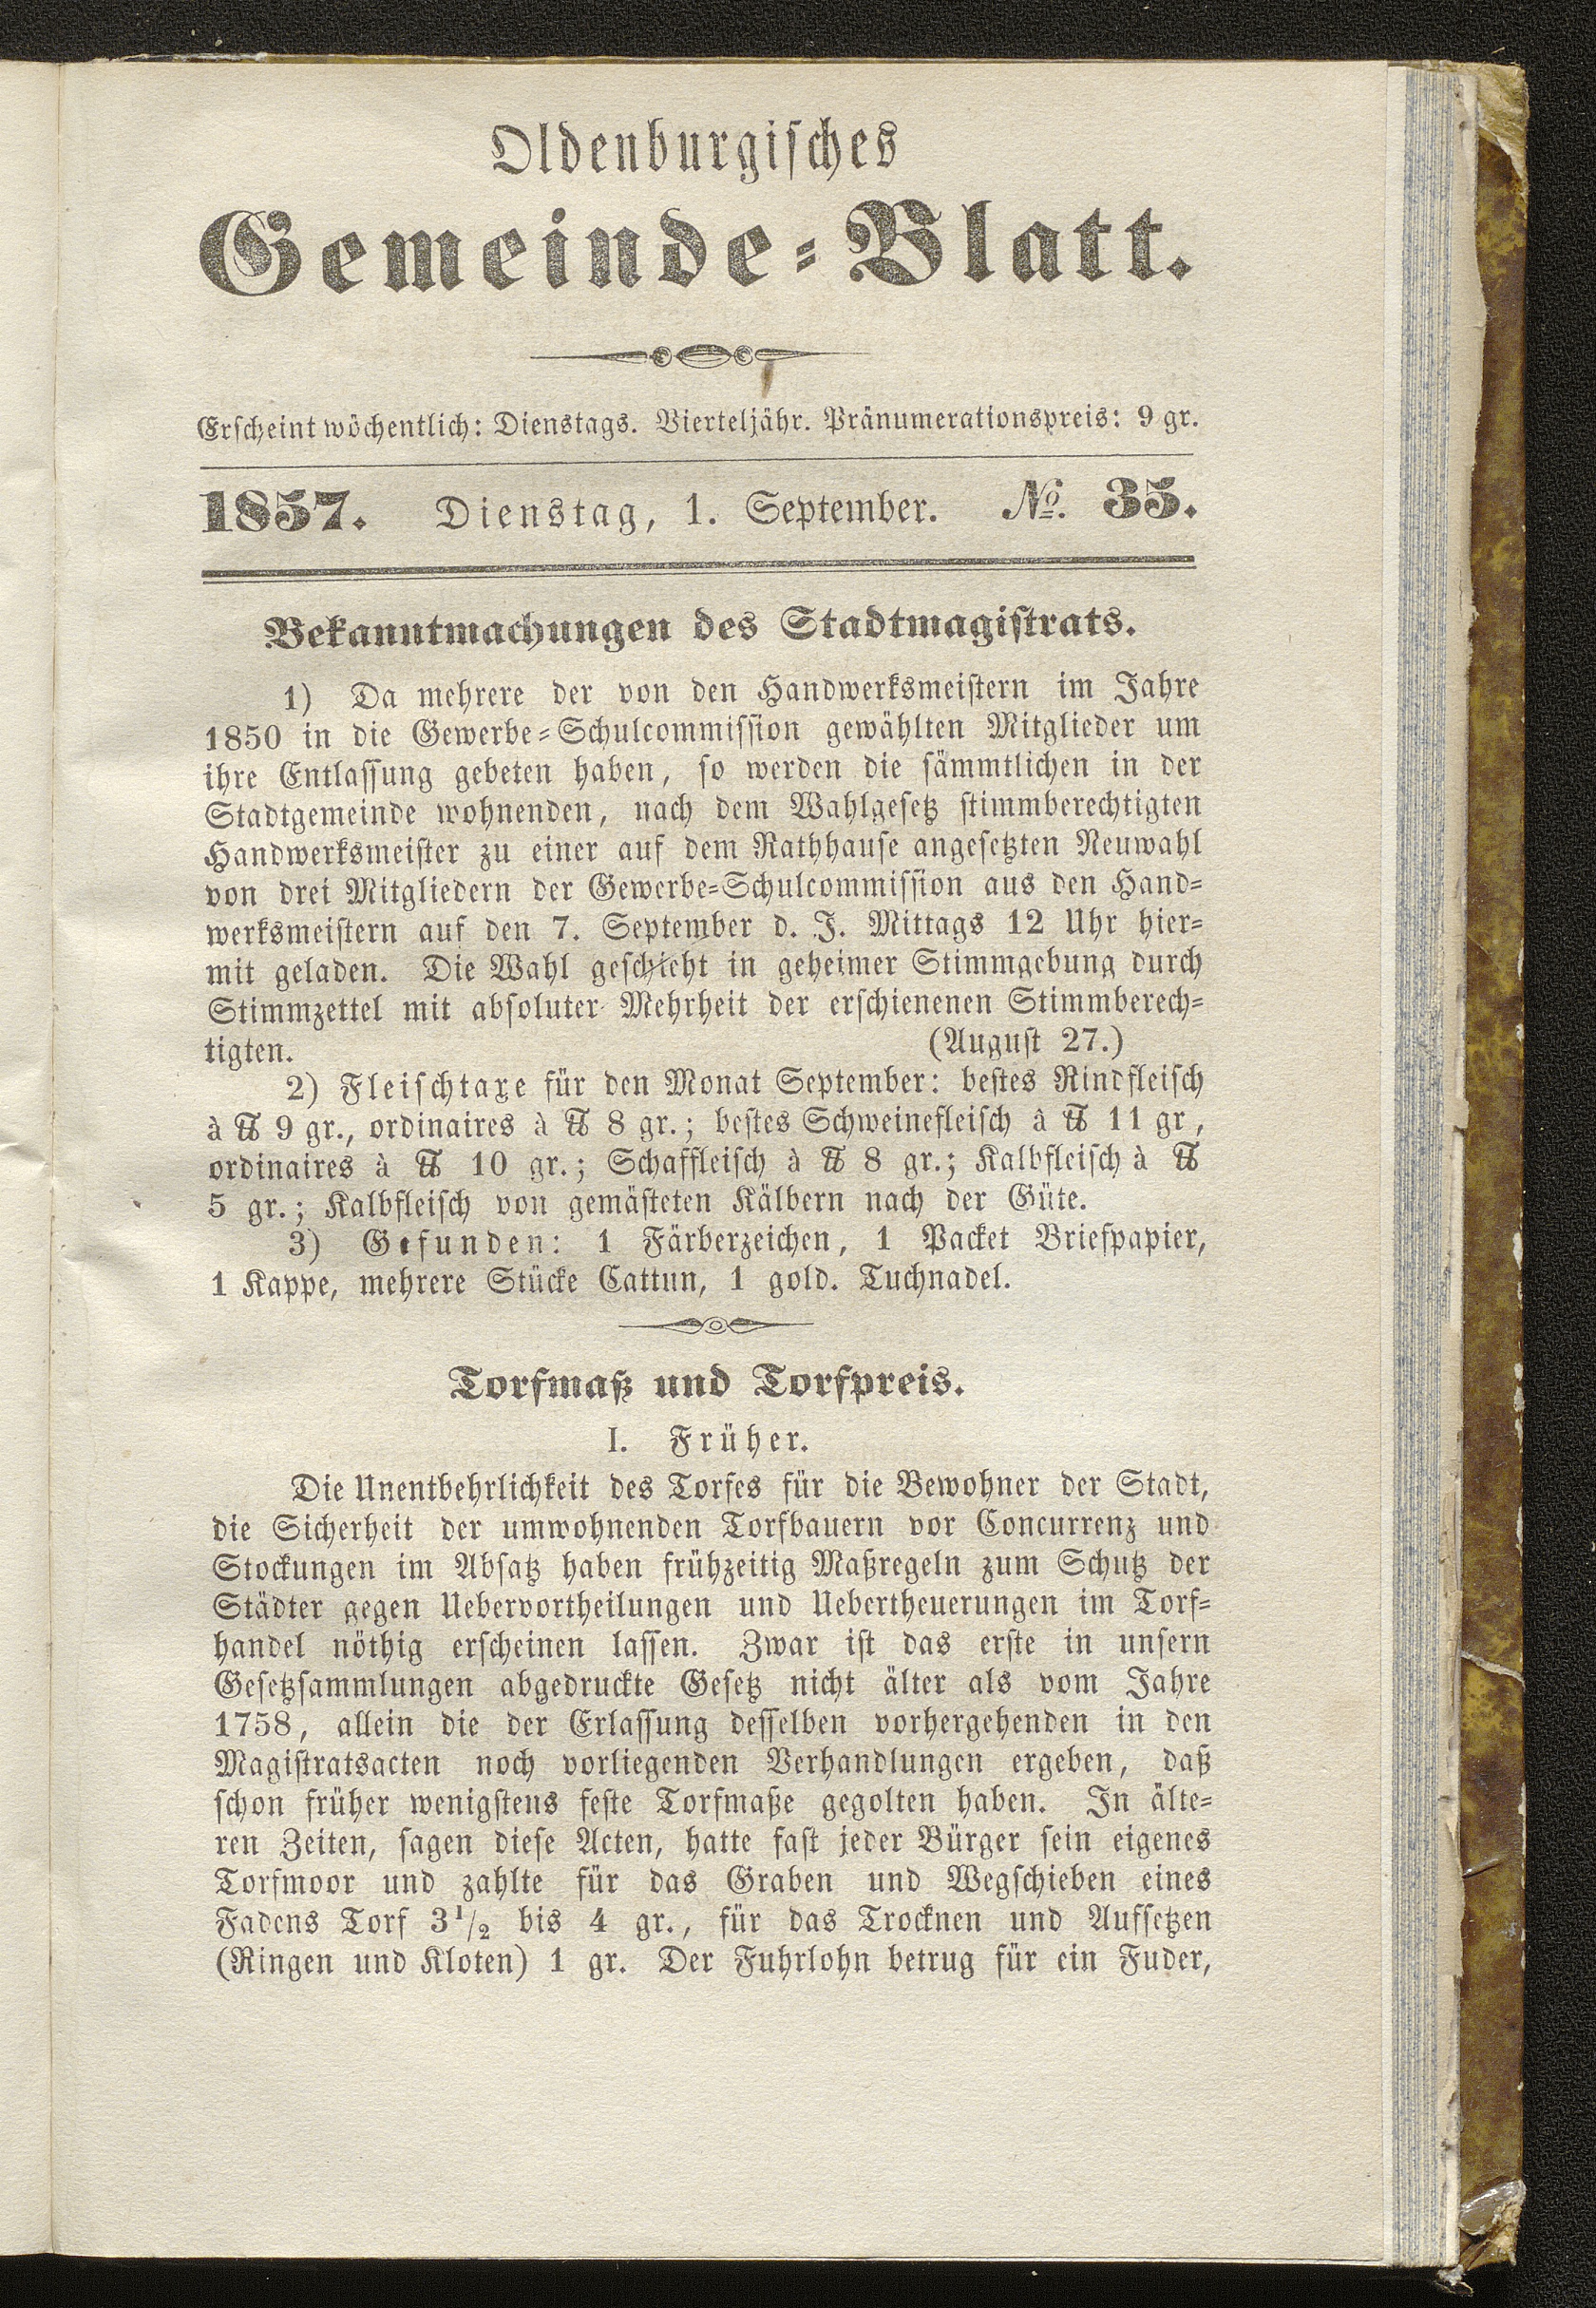 Oldenburgisches
Gemeinde-Blatt.
Erscheint wöchentlich: Dienstags. Vierteljähr. Pränumerationspreis: 9 gr.
1857. Dienstag, 1. September. №. 35.
Bekanntmachungen des Stadtmagistrats.
1) Da mehrere der von den Handwerksmeistern im Jahre
1850 in die Gewerbe-Schulcommission gewählten Mitglieder um
ihre Entlassung gebeten haben, so werden die sämmtlichen in der
Stadtgemeinde wohnenden, nach dem Wahlgesetz stimmberechtigten
Handwerksmeister zu einer auf dem Rathhause angesetzten Neuwahl
von drei Mitgliedern der Gewerbe-Schulcommission aus den Hand-
werksmeistern auf den 7. September d. J. Mittags 12 Uhr hier-
mit geladen. Die Wahl geschieht in geheimer Stimmgebung durch
Stimmzettel mit absoluter Mehrheit der erschienenen Stimmberech-
tigten. (August 27.)
2) Fleischtaxe für den Monat September: bestes Rindfleisch
à ℔ 9 gr., ordinaires à ℔ 8 gr.; bestes Schweinefleisch à ℔ 11 gr,
ordinaires à ℔ 10 gr.; Schaffleisch à ℔ 8 gr.; Kalbfleisch à ℔
5 gr.; Kalbfleisch von gemästeten Kälbern nach der Güte.
3) Gefunden: 1 Färberzeichen, 1 Packet Briefpapier,
1 Kappe, mehrere Stücke Cattun, 1 gold. Tuchnadel.
Torfmaß und Torfpreis.
I. Früher.
Die Unentbehrlichkeit des Torfes für die Bewohner der Stadt,
die Sicherheit der umwohnenden Torfbauern vor Concurrenz und
Stockungen im Absatz haben frühzeitig Maßregeln zum Schutz der
Städter gegen Uebervortheilungen und Uebertheuerungen im Torf-
handel nöthig erscheinen lassen. Zwar ist das erste in unsern
Gesetzsammlungen abgedruckte Gesetz nicht älter als vom Jahre
1758, allein die der Erlassung desselben vorhergehenden in den
Magistratsacten noch vorliegenden Verhandlungen ergeben, daß
schon früher wenigstens feste Torfmaße gegolten haben. In älte-
ren Zeiten, sagen diese Acten, hatte fast jeder Bürger sein eigenes
Torfmoor und zahlte für das Graben und Wegschieben eines
Fadens Torf 3 1/2 bis 4 gr., für das Trocknen und Aufsetzen
(Ringen und Kloten) 1 gr. Der Fuhrlohn betrug für ein Fuder,